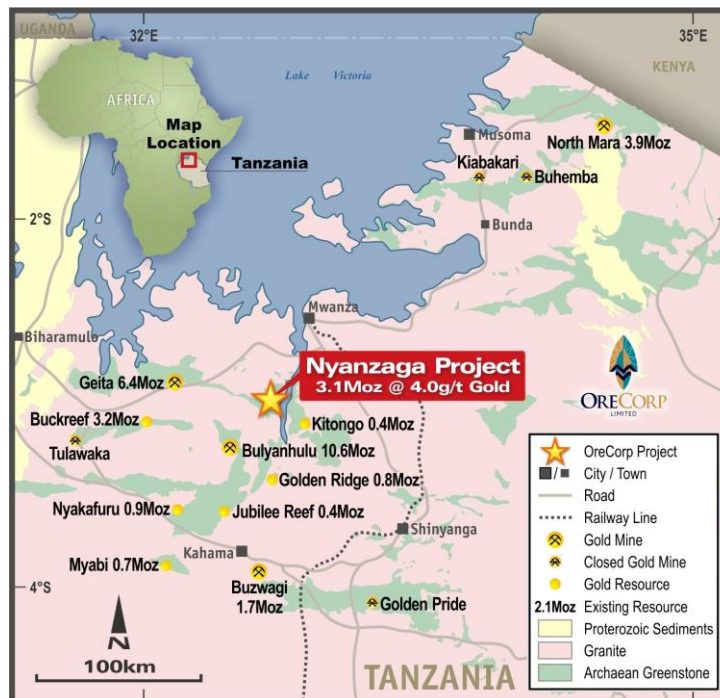 UGANDA
32°E
35°E
KENYA
Lake Victoria
AFRICA
Map
Location
Tanzania
Musoma
North Mara 3.9Moz
Kiabakari
Buhemba
2°S
Bunda
Mwanza
Biharamulo
Nyanzaga Project
3.1Moz @ 4.0g/t Gold
ORECORP
LIMITED
Geita 6.4Moz
Buckreef 3.2Moz
Kitongo 0.4Moz
Tulawaka
Bulyanhulu 10.6Moz
Golden Ridge 0.8Moz
Nyakafuru 0.9Moz
Jubilee Reef 0.4Moz
Shinyanga
Kahama
Myabi 0.7Moz
Buzwagi
1.7Moz
Golden Pride
4°S
N
100km
TANZANIA
OreCorp Project
/ City / Town
Road
Railway Line
Gold Mine
Closed Gold Mine
Gold Resource
2.1Moz Existing Resource
Proterozoic Sediments
Granite
Archaean Greenstone